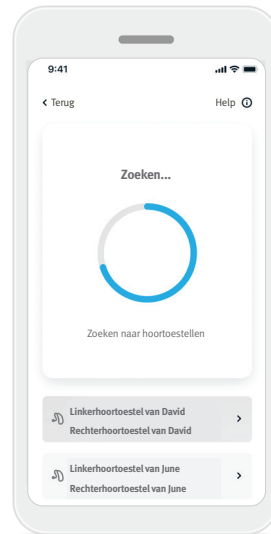 9:41
Terug Help
Zoeken...
Zoeken naar hoortoestellen
Linkerhoortoestel van David
Rechterhoortoestel van David
Linkerhoortoestel van June
Rechterhoortoestel van June